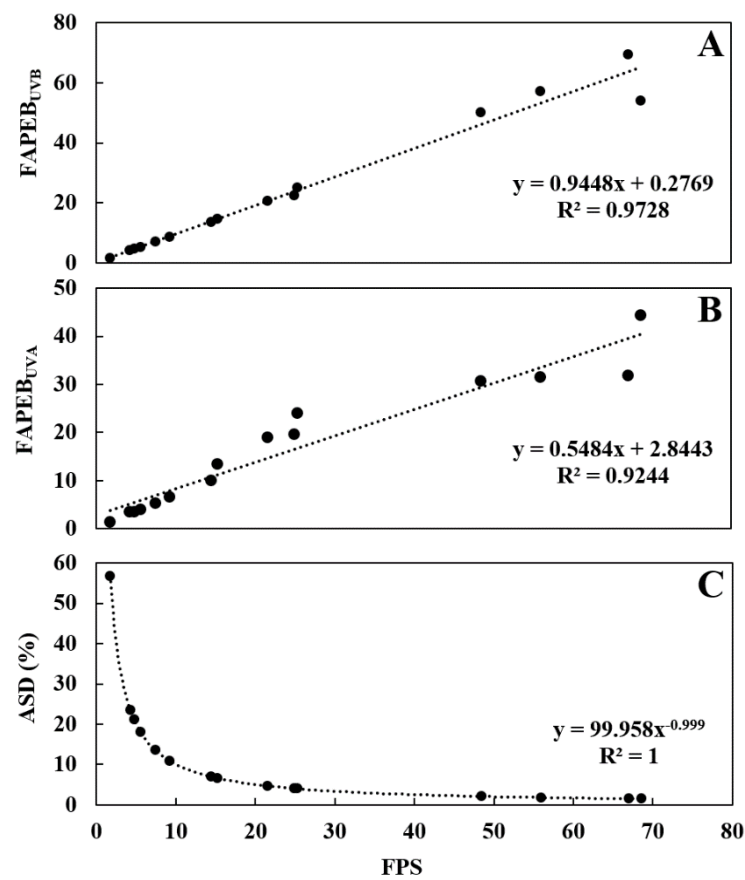 80
A
60
40
20
0
FAPEB_UVB
y = 0.9448x + 0.2769
R² = 0.9728
50
B
40
30
20
10
0
FAPEB_UVA
y = 0.5484x + 2.8443
R² = 0.9244
60
C
50
40
30
20
10
0
ASD (%)
y = 99.958x^-0.999
R² = 1
0 10 20 30 40 50 60 70 80
FPS